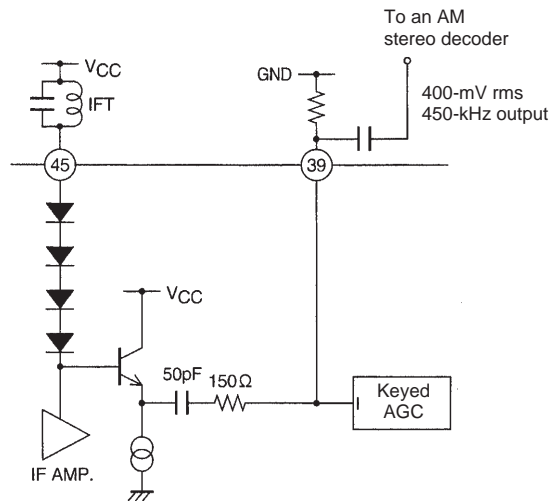 To an AM
stereo decoder
VCC
GND
IFT
400-mV rms
450-kHz output
45
39
VCC
50pF
150Ω
Keyed
AGC
IF AMP.